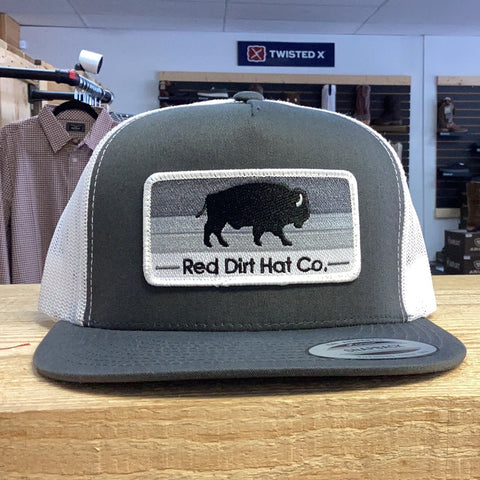 TWISTED X
Red Dirt Hat Co.